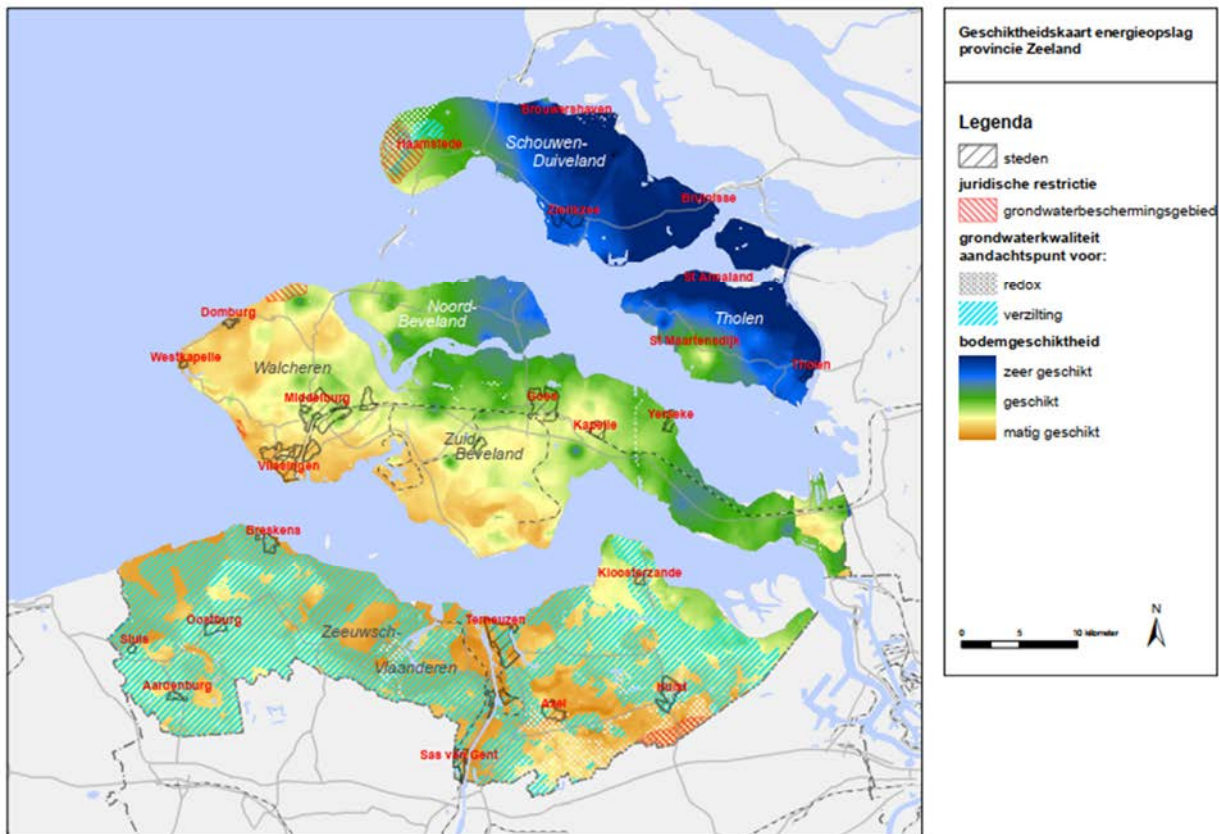 Geschiktheidskaart energieopslag
provincie Zeeland
Legenda
steden
juridische restrictie
grondwaterbeschermingsgebied
grondwaterkwaliteit
aandachtspunt voor:
redox
verzilting
bodemgeschiktheid
zeer geschikt
geschikt
matig geschikt
0 5 10 kilometer
N
Brouwershaven
Haamstede
Schouwen-
Duiveland
Bruinisse
Zierikzee
St Annaland
Noord-
Beveland
Tholen
Domburg
St Maartensdijk
Westkapelle
Tholen
Walcheren
Middelburg
Goes
Yerseke
Kapelle
Zuid
Beveland
Vlissingen
Breskens
Kloosterzande
Oostburg
Terneuzen
Zeeuwsch-
Vlaanderen
Sluis
Aardenburg
Hulst
Axel
Sas van Gent